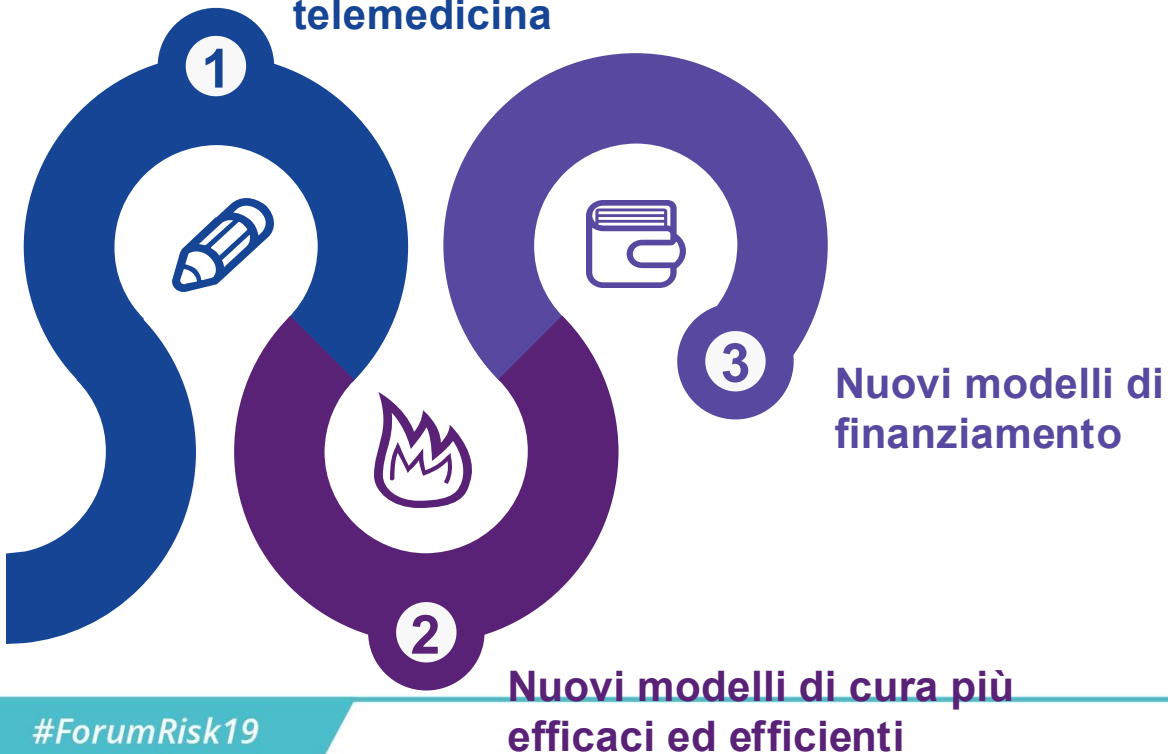 telemedicina
1
3
Nuovi modelli di
finanziamento
2
Nuovi modelli di cura più
efficaci ed efficienti
#ForumRisk19